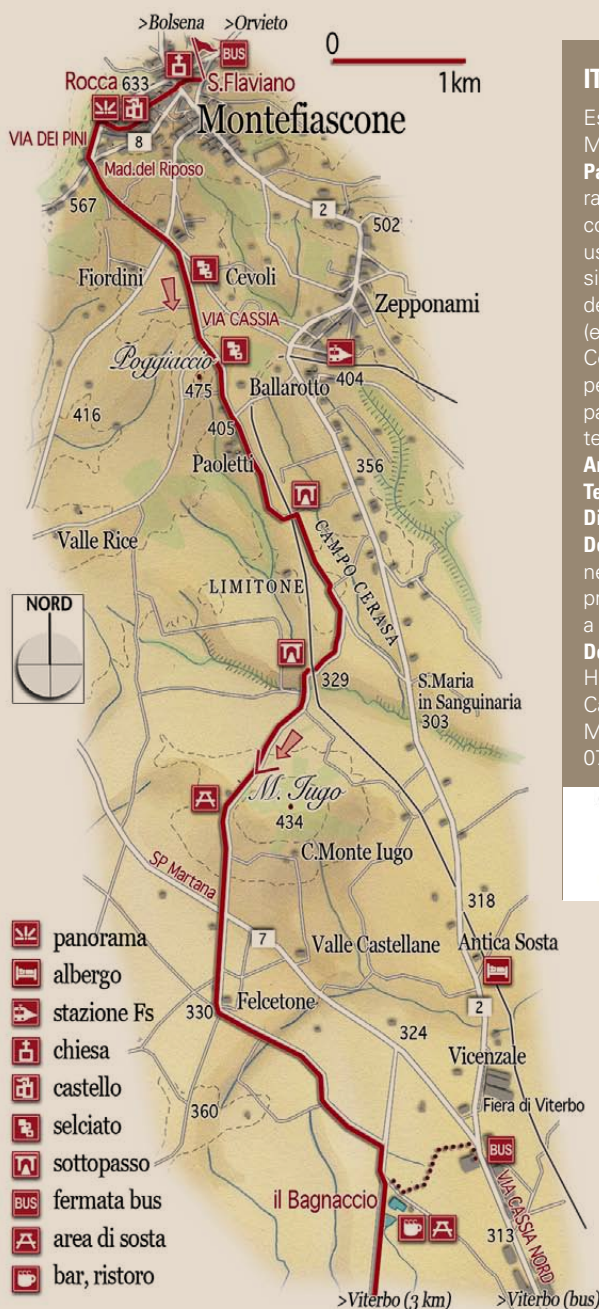 >Bolsena
>Orvieto
0
1km
BUS
Rocca 633
S.Flaviano
Montefiascone
VIA DEI PINI
8
Mad.del Riposo
567
2
502
Fiordini
Cevoli
Zepponami
VIA CASSIA
Poggiaccio
475
Ballarotto
404
416
405
Paoletti
356
Valle Rice
CAMPO CERASA
LIMITONE
NORD
329
S.Maria
in Sanguinaria
303
M. Iugo
434
C.Monte Iugo
SP Martana
318
7
Valle Castellane
Antica Sosta
Felcetone
330
2
324
Vicenzale
360
Fiera di Viterbo
BUS
il Bagnaccio
VIA CASSIA NORD
313
>Viterbo (3 km)
>Viterbo (bus)
panorama
albergo
stazione Fs
chiesa
castello
selciato
sottopasso
BUS fermata bus
area di sosta
bar, ristoro
IT
Es
M
Pa
ra
co
us
si
de
(e
Co
pe
pa
te
Ar
Te
Di
De
ne
pr
a
De
H
Ca
M
07